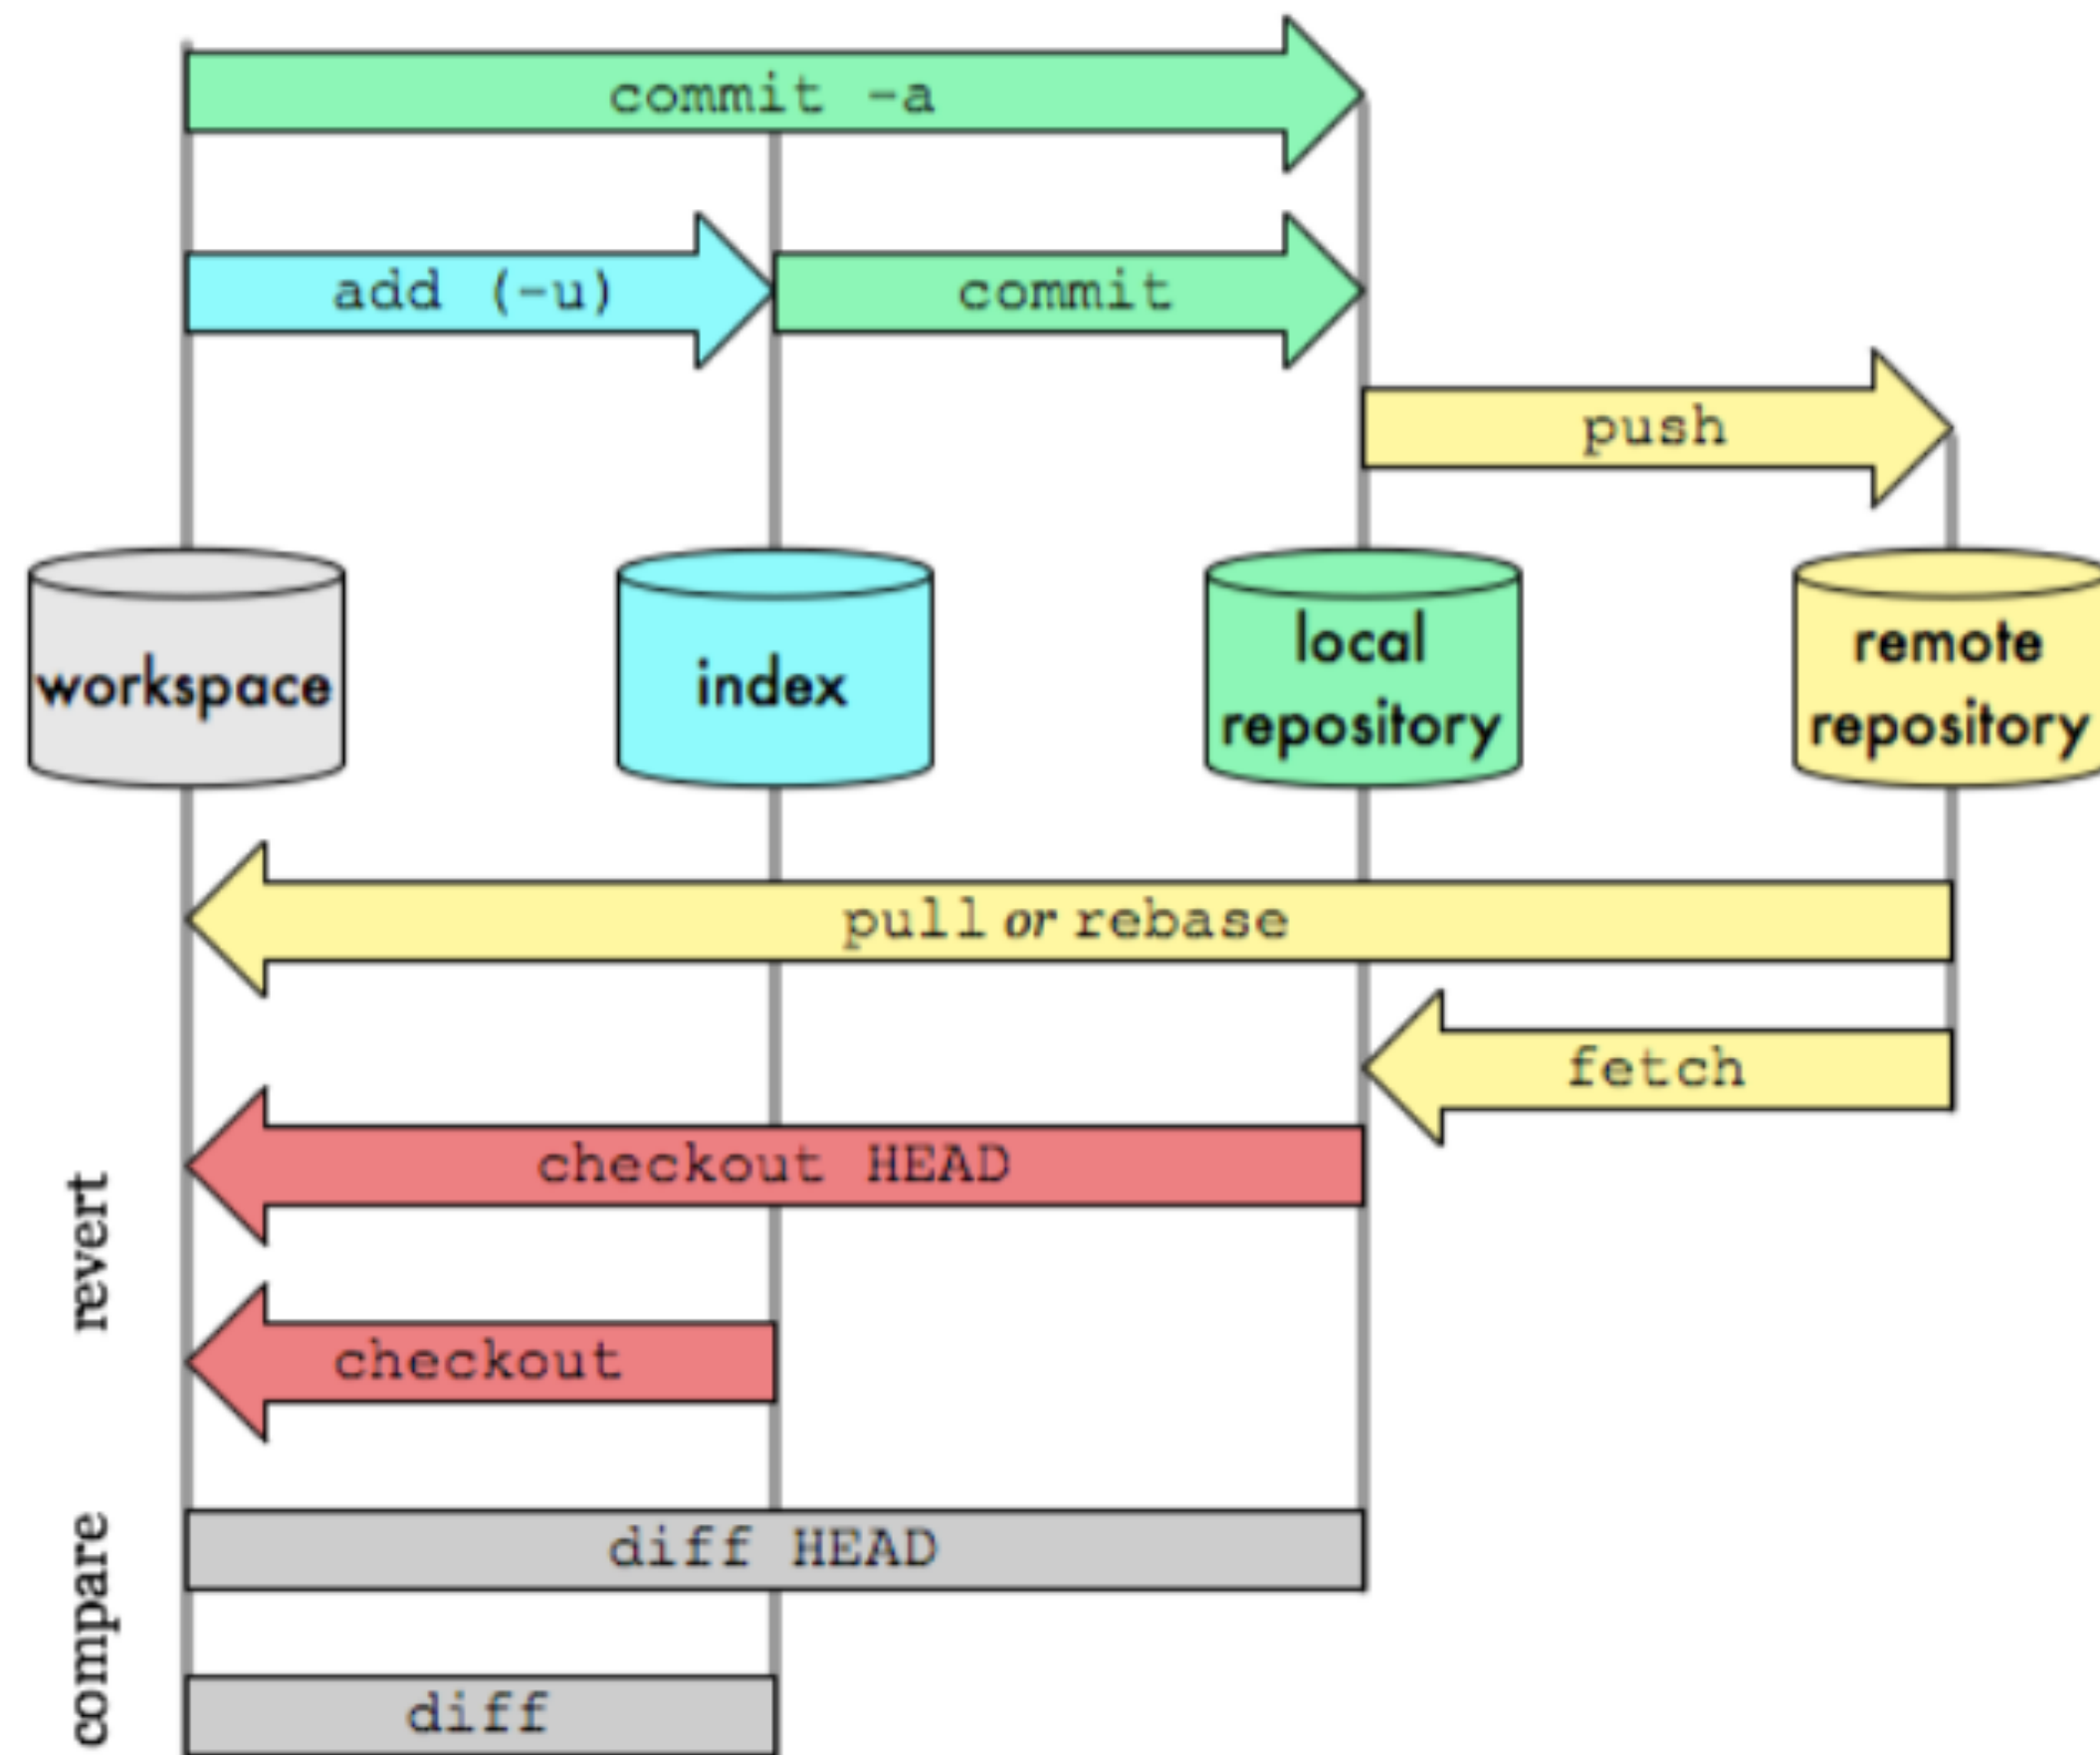 commit -a
add (-u)
commit
push
workspace
index
local
repository
remote
repository
pull or rebase
fetch
revert
checkout HEAD
checkout
compare
diff HEAD
diff